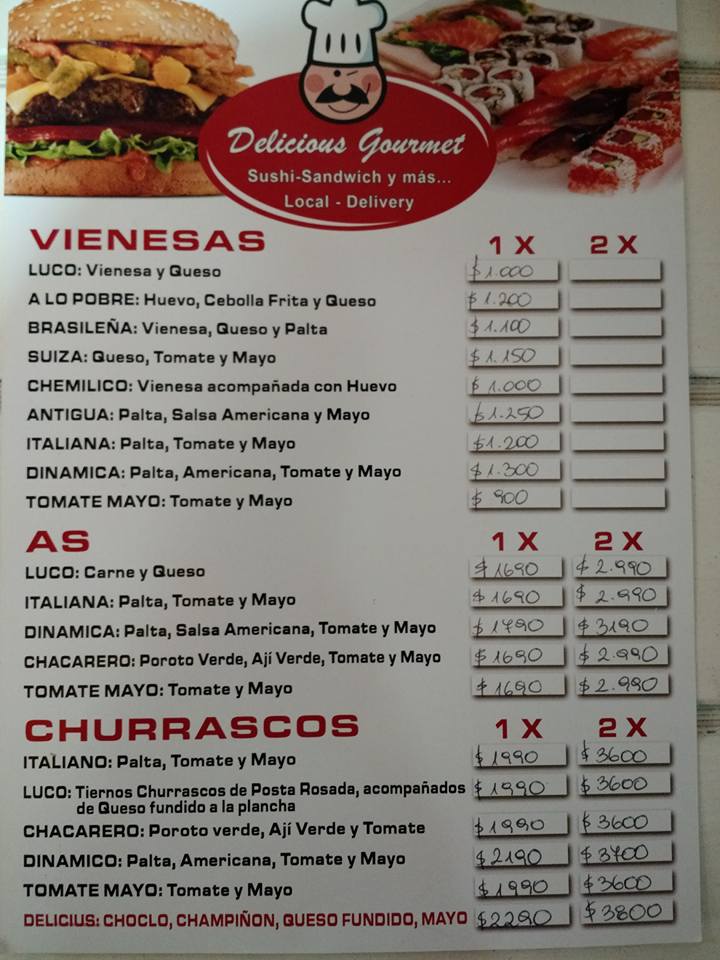 Delicious Gourmet
Sushi-Sandwich y más...
Local - Delivery
VIENESAS 1 X 2 X
LUCO: Vienesa y Queso $1.000
A LO POBRE: Huevo, Cebolla Frita y Queso $1.200
BRASILEÑA: Vienesa, Queso y Palta $1.100
SUIZA: Queso, Tomate y Mayo $1.150
CHEMILICO: Vienesa acompañada con Huevo $1.000
ANTIGUA: Palta, Salsa Americana y Mayo $1.250
ITALIANA: Palta, Tomate y Mayo $1.200
DINAMICA: Palta, Americana, Tomate y Mayo $1.300
TOMATE MAYO: Tomate y Mayo $900
AS 1 X 2 X
LUCO: Carne y Queso $1690 $2.990
ITALIANA: Palta, Tomate y Mayo $1690 $2.990
DINAMICA: Palta, Salsa Americana, Tomate y Mayo $1790 $3190
CHACARERO: Poroto Verde, Ají Verde, Tomate y Mayo $1690 $2.990
TOMATE MAYO: Tomate y Mayo $1690 $2.990
CHURRASCOS 1 X 2 X
ITALIANO: Palta, Tomate y Mayo $1990 $3600
LUCO: Tiernos Churrascos de Posta Rosada, acompañados $1990 $3600
de Queso fundido a la plancha
CHACARERO: Poroto verde, Ají Verde y Tomate $1990 $3600
DINAMICO: Palta, Americana, Tomate y Mayo $2190 $3700
TOMATE MAYO: Tomate y Mayo $1990 $3600
DELICIUS: CHOCLO, CHAMPIÑON, QUESO FUNDIDO, MAYO $2290 $3800